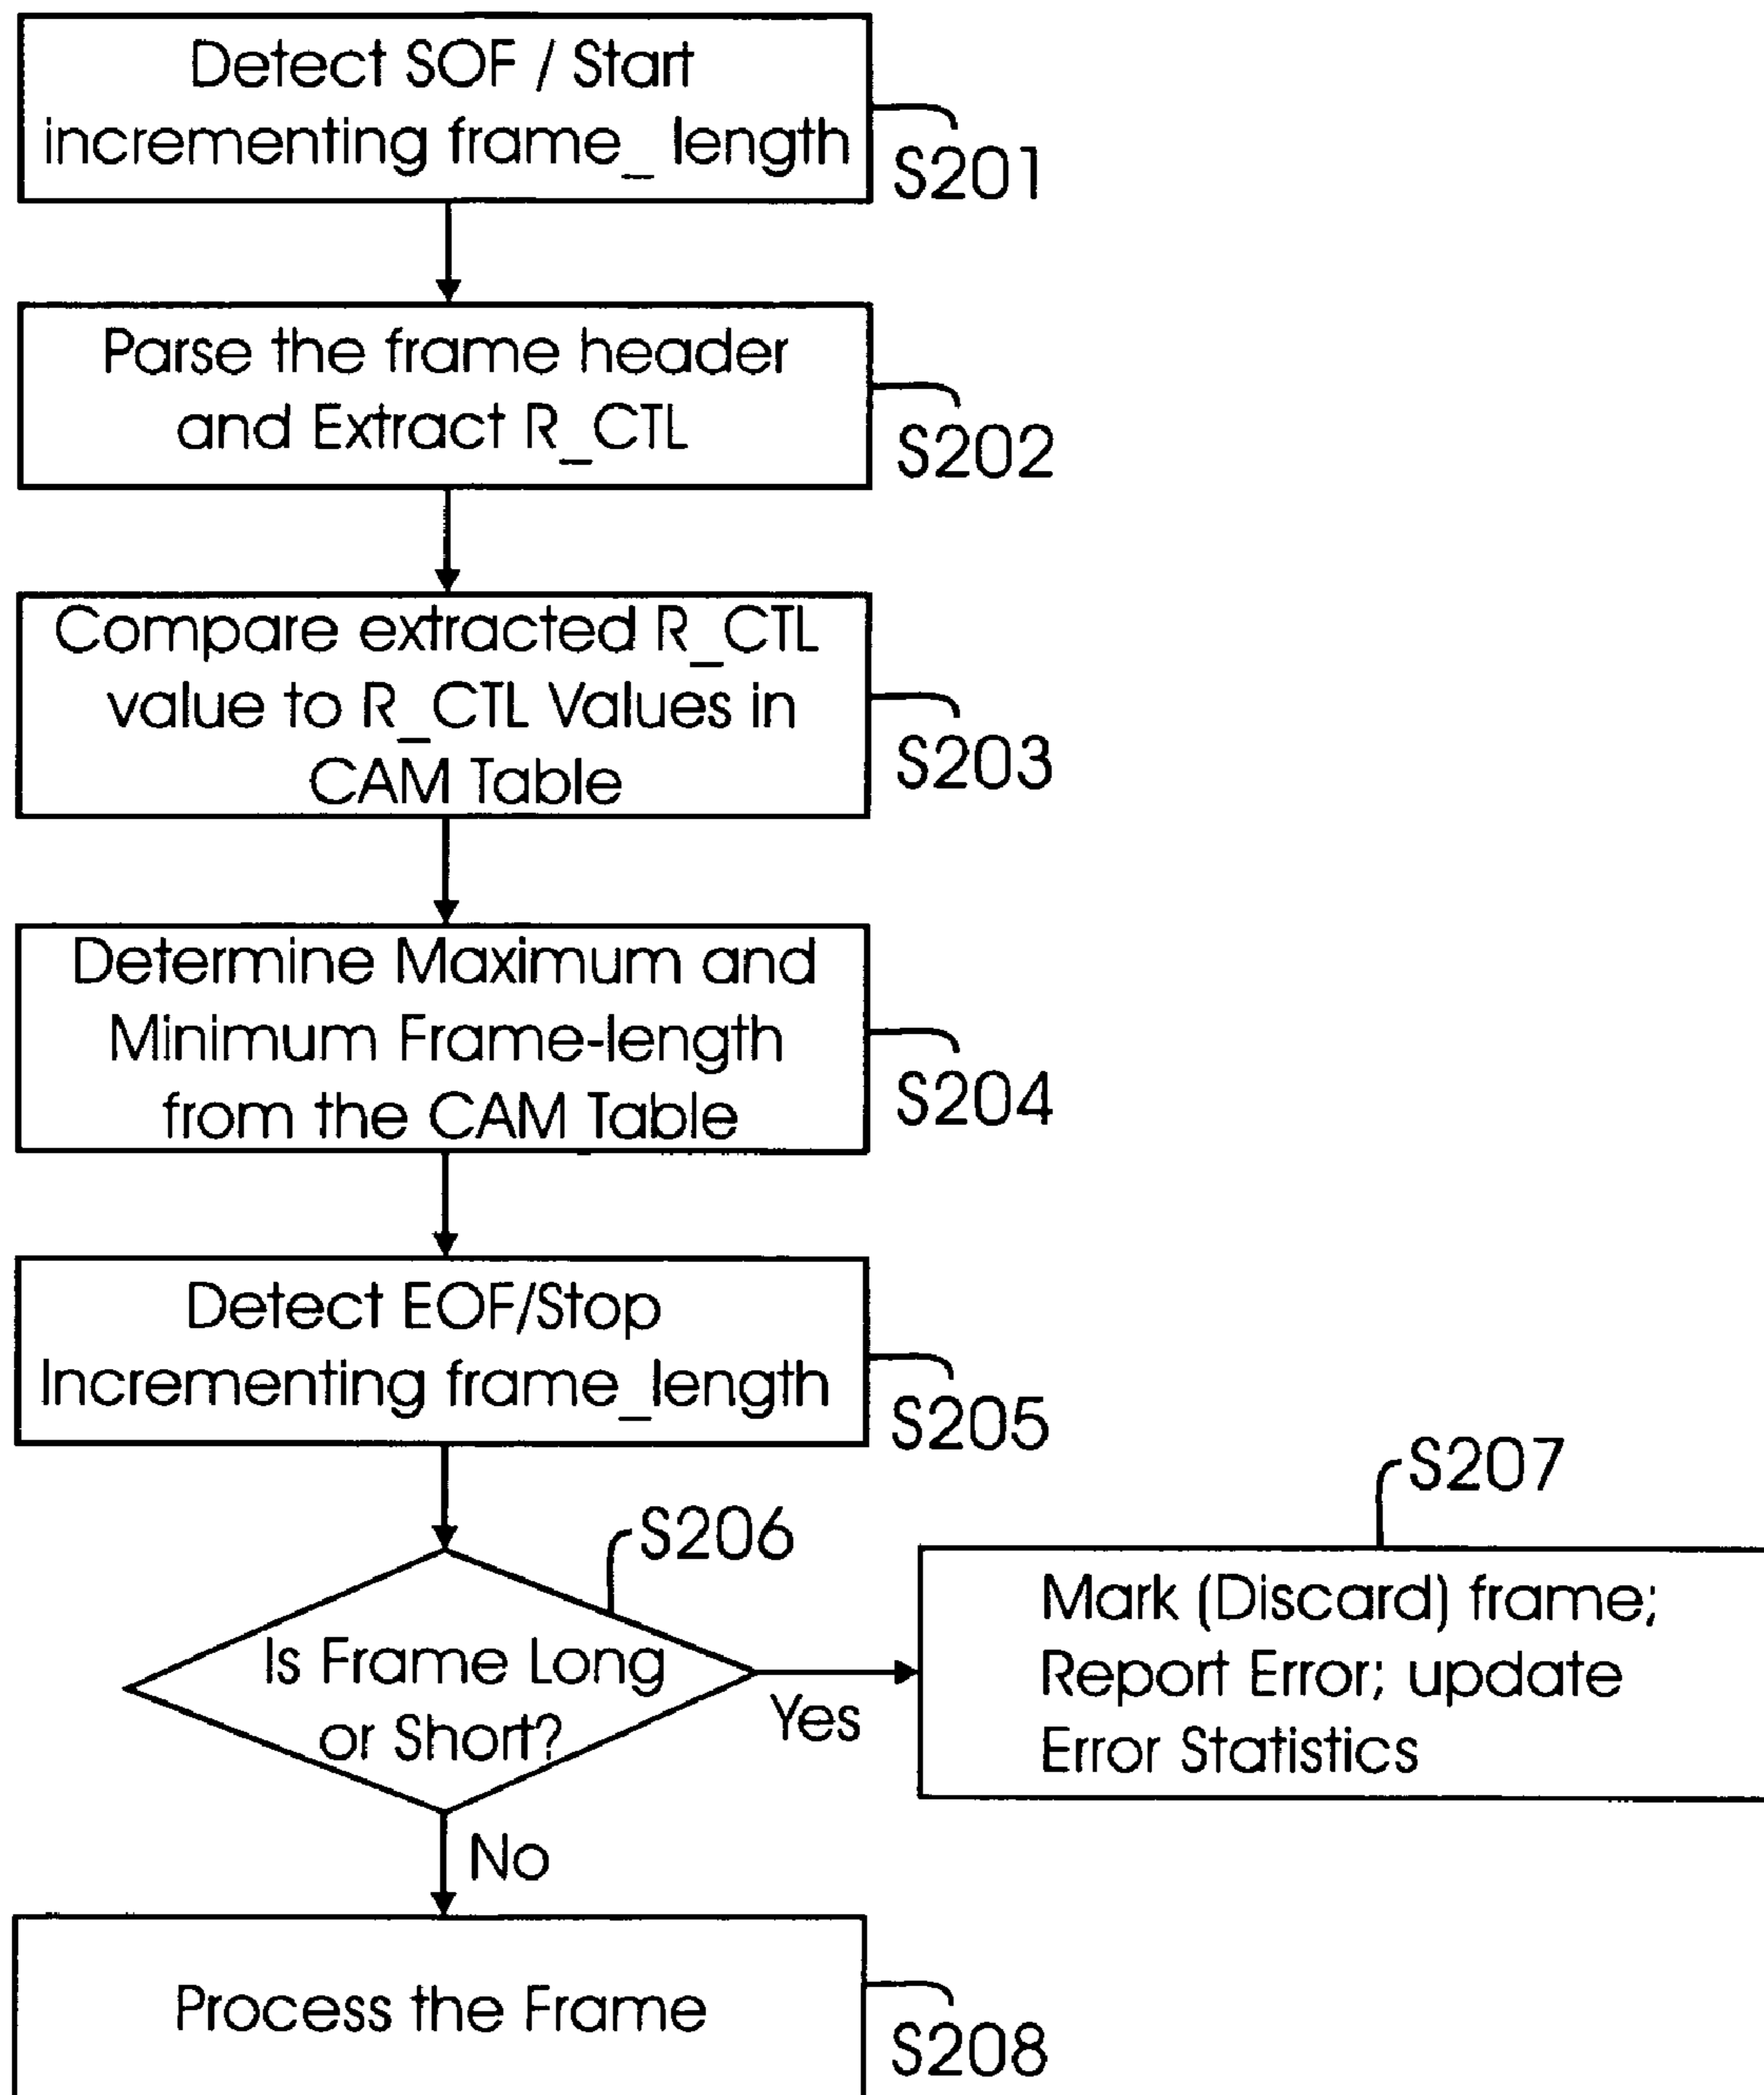 Detect SOF / Start
incrementing frame_ length
S201
Parse the frame header
and Extract R_CTL
S202
Compare extracted R_CTL
value to R_CTL Values in
CAM Table
S203
Determine Maximum and
Minimum Frame-length
from the CAM Table
S204
Detect EOF/Stop
Incrementing frame_length
S205
S206
Is Frame Long
or Short?
Yes
S207
Mark (Discard) frame;
Report Error; update
Error Statistics
No
Process the Frame
S208